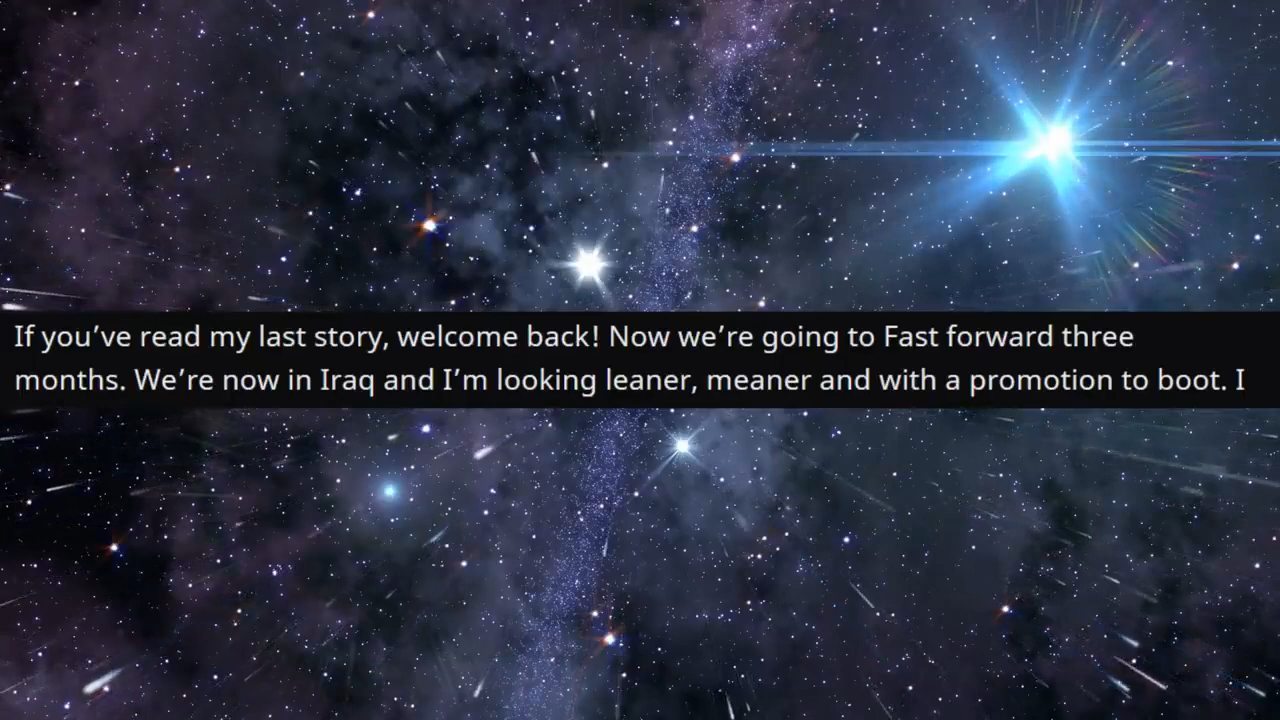 If you’ve read my last story, welcome back! Now we’re going to Fast forward three
months. We’re now in Iraq and I’m looking leaner, meaner and with a promotion to boot. I